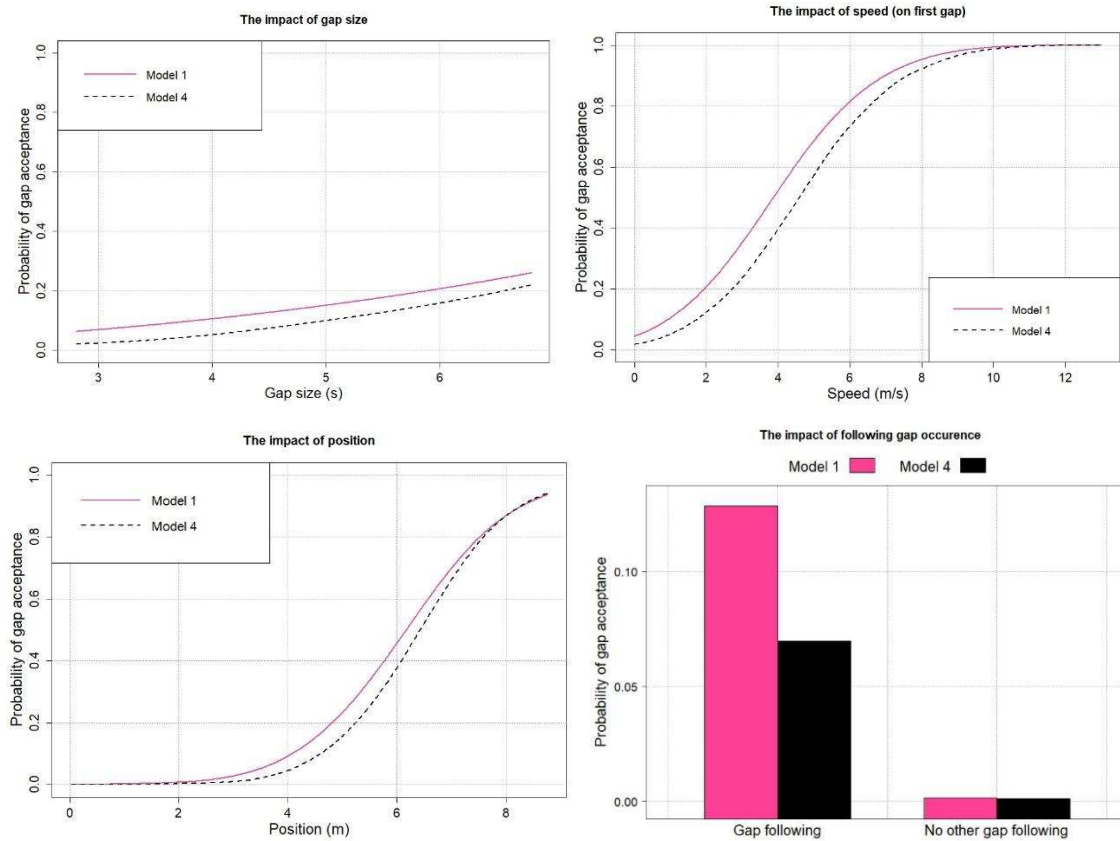 The impact of gap size
Model 1
Model 4
Probability of gap acceptance
0.0
0.2
0.4
0.6
0.8
1.0
3
4
5
6
Gap size (s)
The impact of speed (on first gap)
Probability of gap acceptance
0.0
0.2
0.4
0.6
0.8
1.0
Model 1
Model 4
0
2
4
6
8
10
12
Speed (m/s)
The impact of position
Model 1
Model 4
Probability of gap acceptance
0.0
0.2
0.4
0.6
0.8
1.0
0
2
4
6
8
Position (m)
The impact of following gap occurence
Model 1
Model 4
Probability of gap acceptance
0.10
0.05
0.00
Gap following
No other gap following